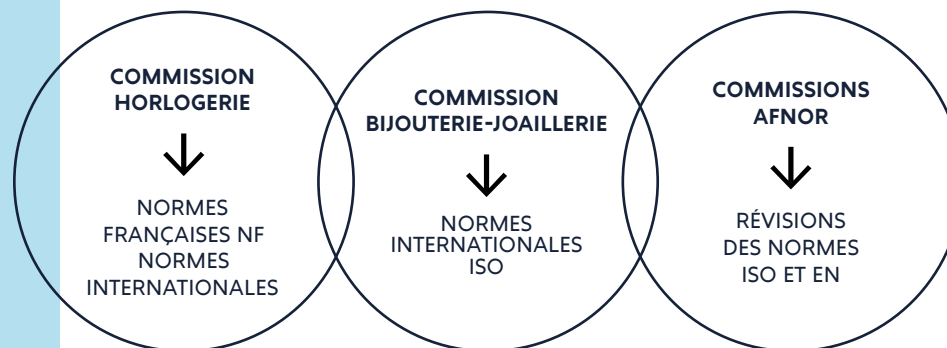 COMMISSION
HORLOGERIE
NORMES
FRANÇAISES NF
NORMES
INTERNATIONALES
COMMISSION
BIJOUTERIE-JOAILLERIE
NORMES
INTERNATIONALES
ISO
COMMISSIONS
AFNOR
RÉVISIONS
DES NORMES
ISO ET EN